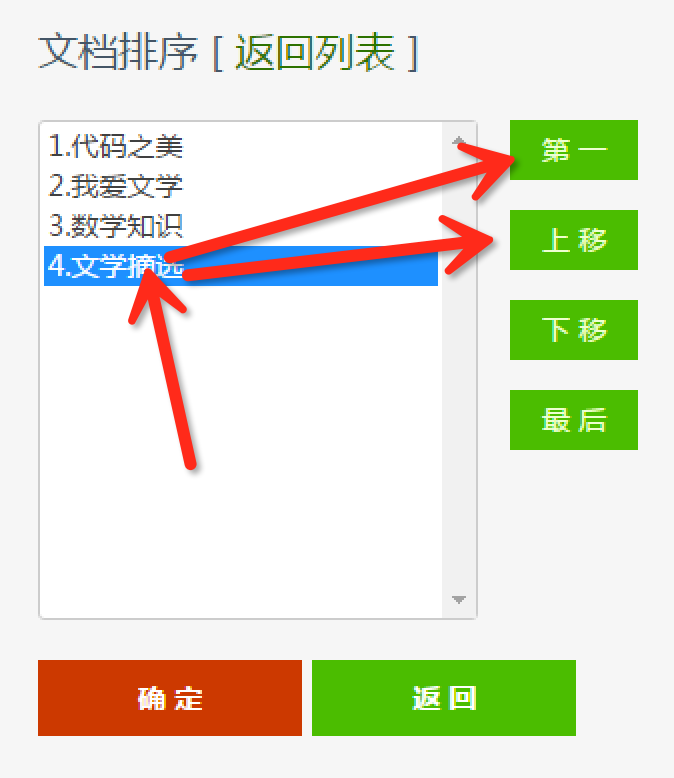 文档排序 [ 返回列表 ]
1.代码之美
2.我爱文学
3.数学知识
4.文学摘选
第 一
上 移
下 移
最 后
确 定
返 回